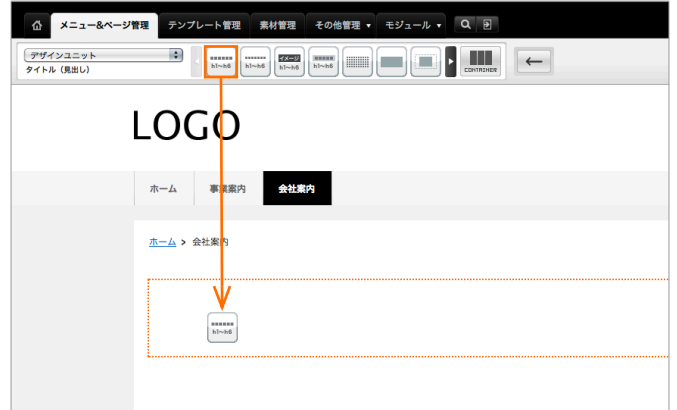 メニュー&ページ管理 テンプレート管理 素材管理 その他管理 ▼ モジュール ▼
デザインユニット
タイトル（見出し）
h1〜h6 h1〜h6 イメージ h1〜h6 h1〜h6 CONTAINER
LOGO
ホーム 事業案内 会社案内
ホーム > 会社案内
h1〜h6